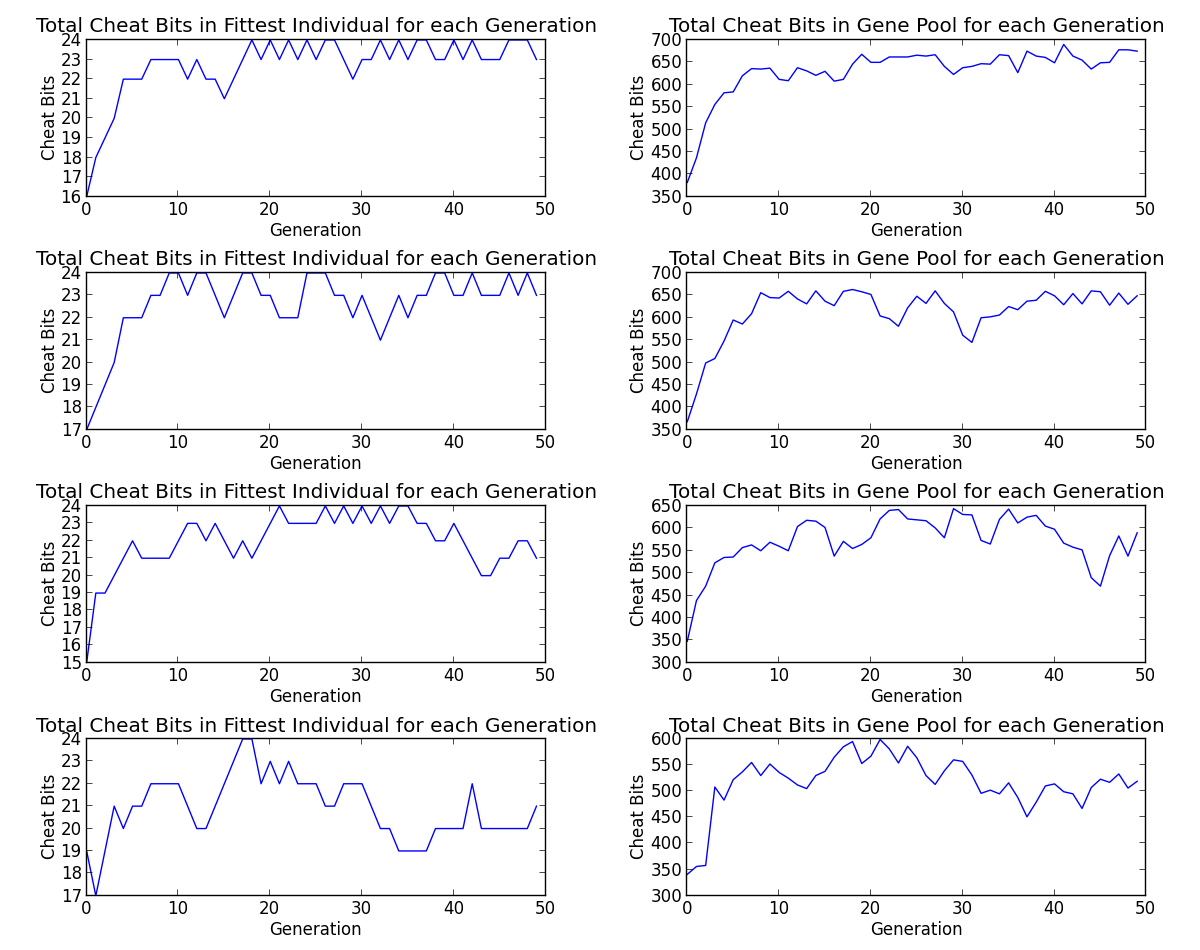 Total Cheat Bits in Fittest Individual for each Generation
Cheat Bits
24
23
22
21
20
19
18
17
16
0 10 20 30 40 50
Generation
Total Cheat Bits in Gene Pool for each Generation
Cheat Bits
700
650
600
550
500
450
400
350
0 10 20 30 40 50
Generation
Total Cheat Bits in Fittest Individual for each Generation
Cheat Bits
24
23
22
21
20
19
18
17
0 10 20 30 40 50
Generation
Total Cheat Bits in Gene Pool for each Generation
Cheat Bits
700
650
600
550
500
450
400
350
0 10 20 30 40 50
Generation
Total Cheat Bits in Fittest Individual for each Generation
Cheat Bits
24
23
22
21
20
19
18
17
16
15
0 10 20 30 40 50
Generation
Total Cheat Bits in Gene Pool for each Generation
Cheat Bits
650
600
550
500
450
400
350
300
0 10 20 30 40 50
Generation
Total Cheat Bits in Fittest Individual for each Generation
Cheat Bits
24
23
22
21
20
19
18
17
0 10 20 30 40 50
Generation
Total Cheat Bits in Gene Pool for each Generation
Cheat Bits
600
550
500
450
400
350
300
0 10 20 30 40 50
Generation